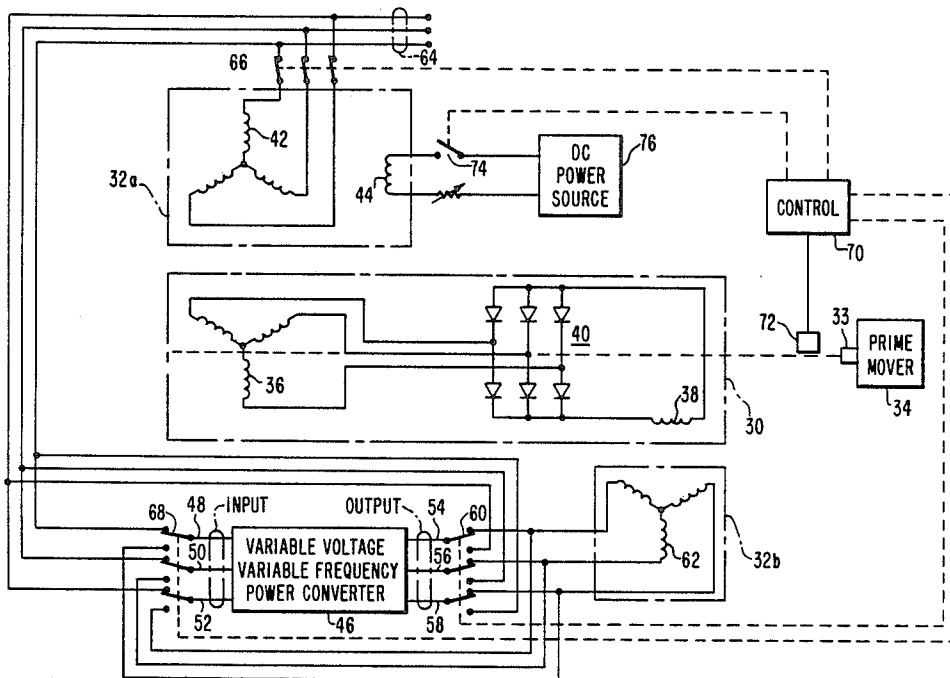 66
64
42
32a
44
74
DC
POWER
SOURCE
76
CONTROL
70
72
33
PRIME
MOVER
34
36
40
38
30
68
48
INPUT
OUTPUT
54
60
50
VARIABLE VOLTAGE
VARIABLE FREQUENCY
POWER CONVERTER
56
52
46
58
62
32b